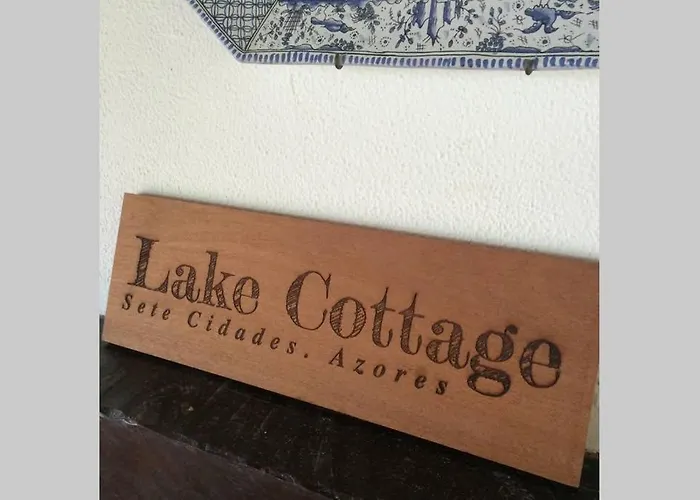 Lake Cottage
Sete Cidades. Azores